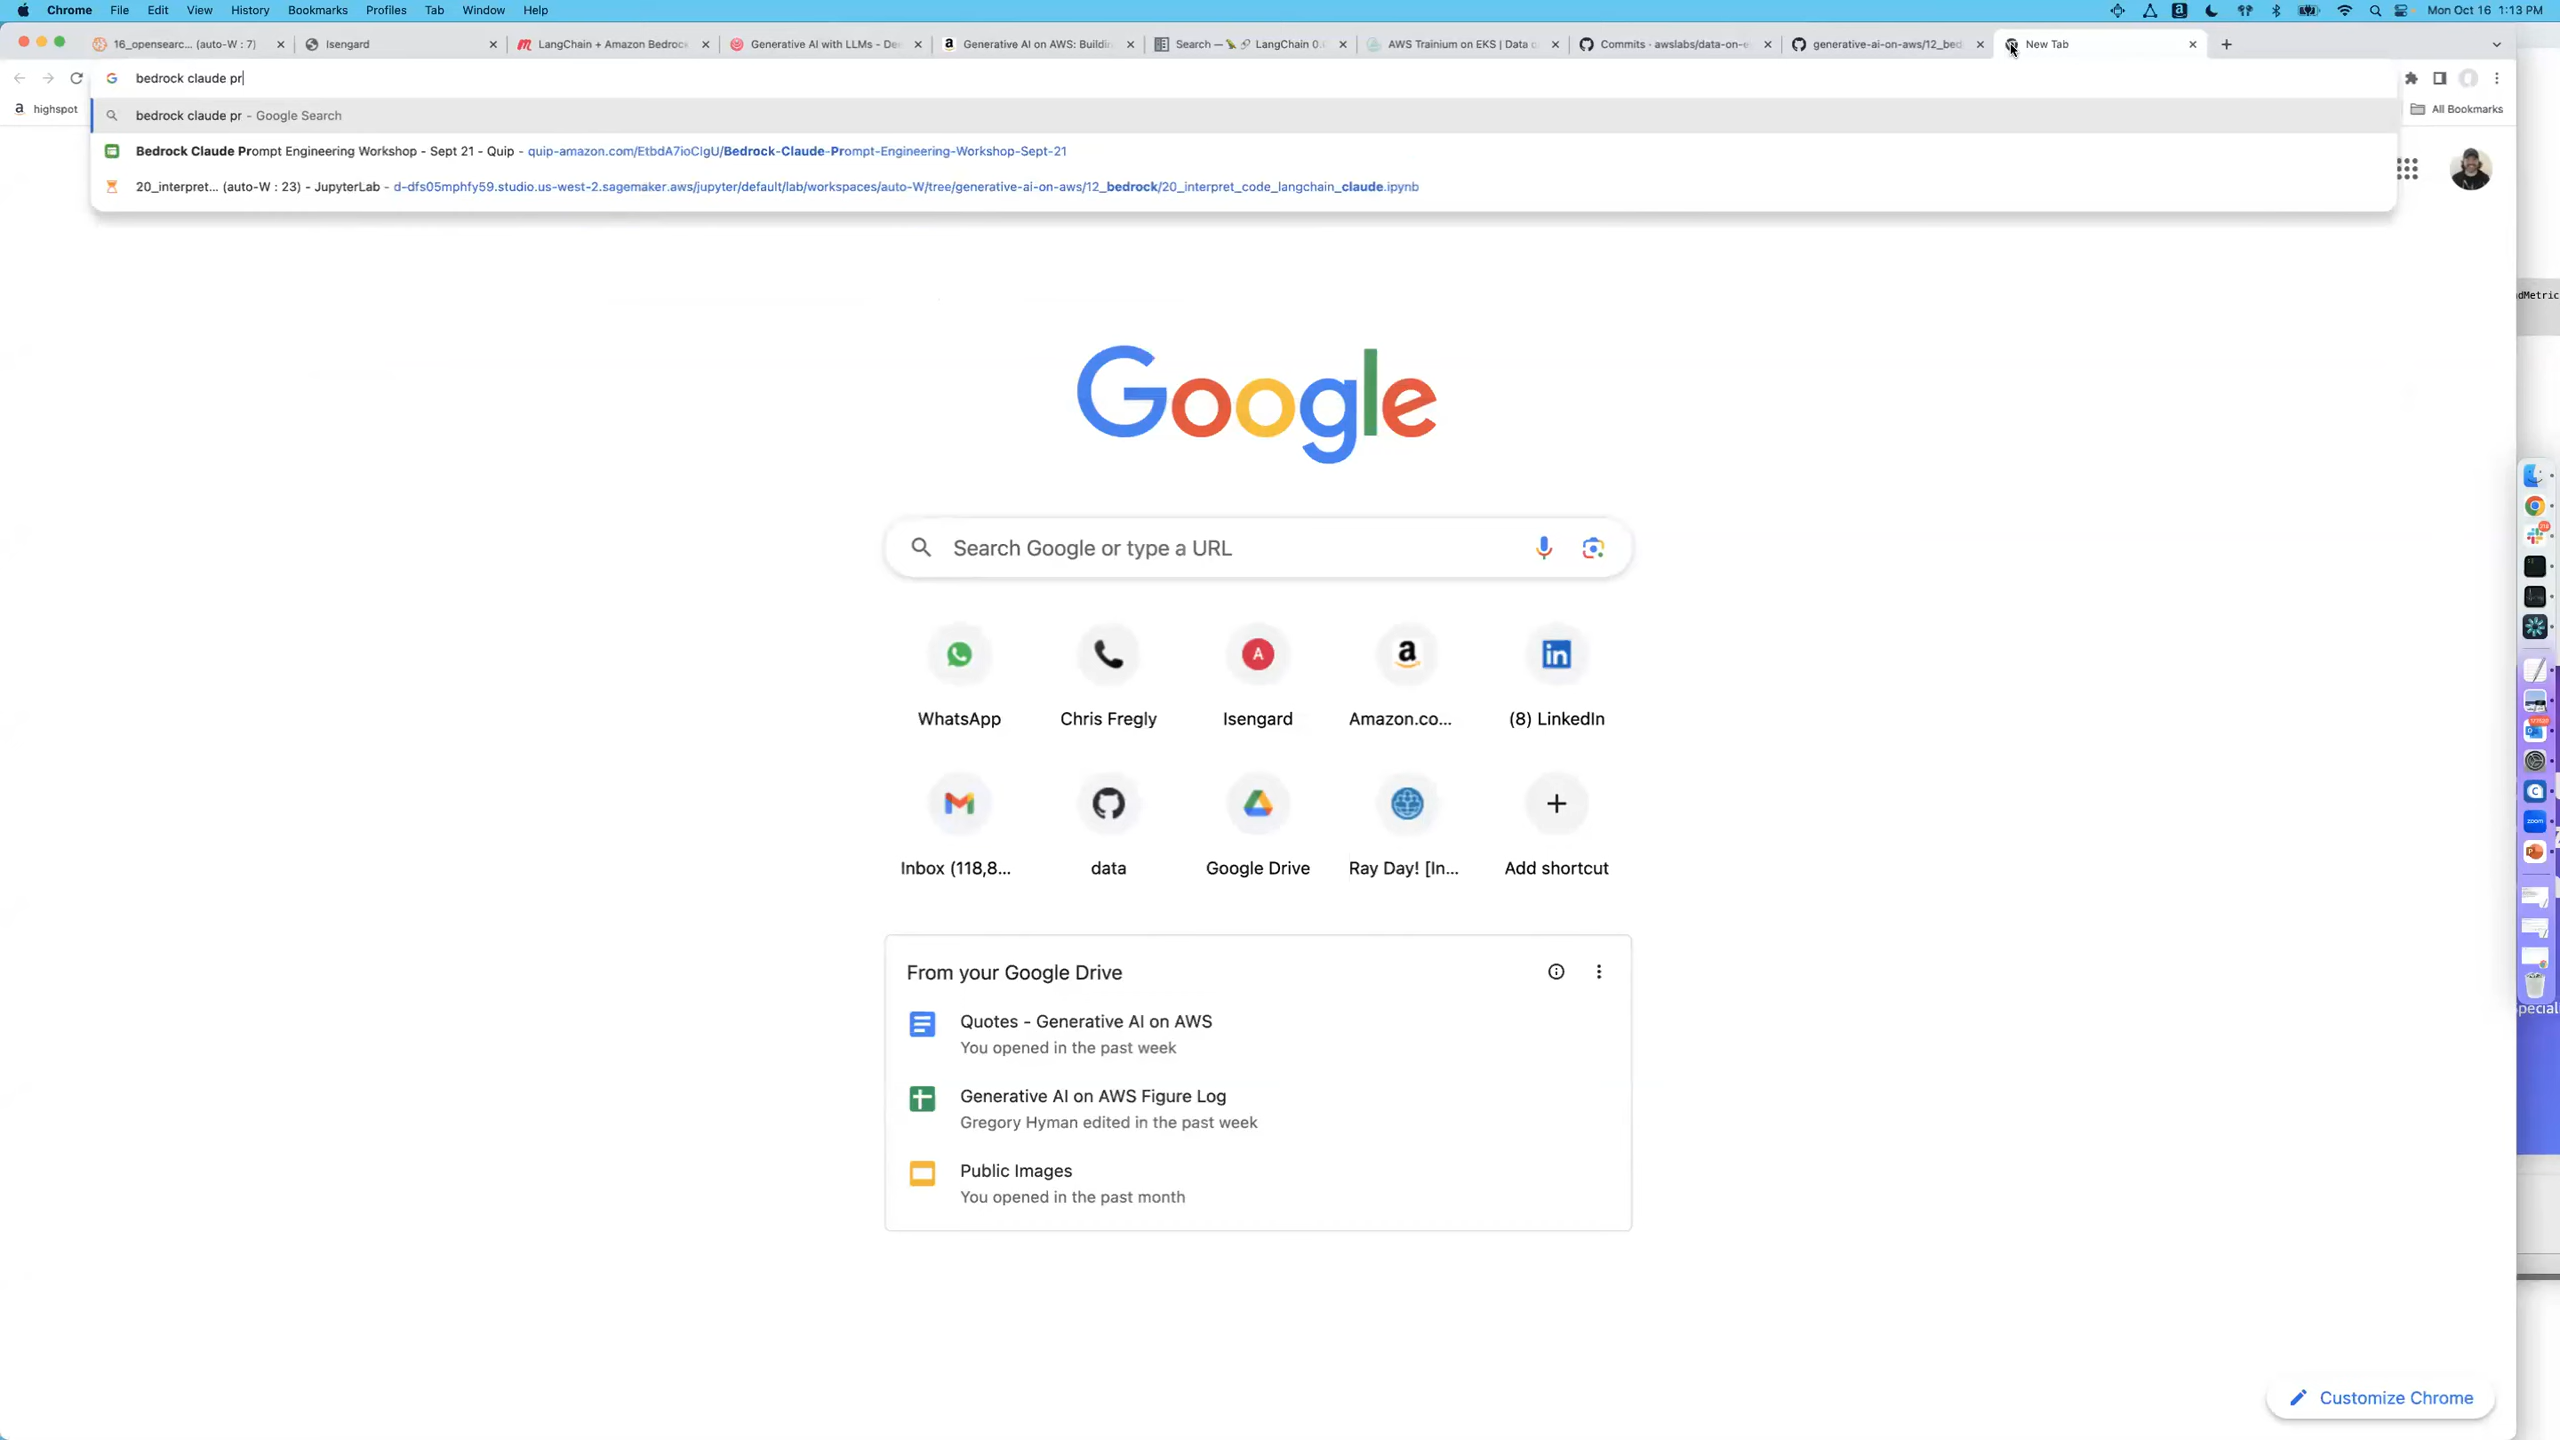 Chrome File Edit View History Bookmarks Profiles Tab Window Help Mon Oct 16 1:13 PM
16_opensearc... (auto-W : 7) Isengard LangChain + Amazon Bedrock Generative AI with LLMs - De Generative AI on AWS: Buildin Search — LangChain 0. AWS Trainium on EKS | Data o Commits · awslabs/data-on-e generative-ai-on-aws/12_bed New Tab
bedrock claude pr
highspot All Bookmarks
bedrock claude pr - Google Search
Bedrock Claude Prompt Engineering Workshop - Sept 21 - Quip - quip-amazon.com/EtbdA7ioCIgU/Bedrock-Claude-Prompt-Engineering-Workshop-Sept-21
20_interpret... (auto-W : 23) - JupyterLab - d-dfs05mphfy59.studio.us-west-2.sagemaker.aws/jupyter/default/lab/workspaces/auto-W/tree/generative-ai-on-aws/12_bedrock/20_interpret_code_langchain_claude.ipynb
dMetric
Google
Search Google or type a URL
WhatsApp Chris Fregly Isengard Amazon.co... (8) LinkedIn
Inbox (118,8... data Google Drive Ray Day! [In... Add shortcut
From your Google Drive
Quotes - Generative AI on AWS
You opened in the past week
Generative AI on AWS Figure Log
Gregory Hyman edited in the past week
Public Images
You opened in the past month
pecial
Customize Chrome